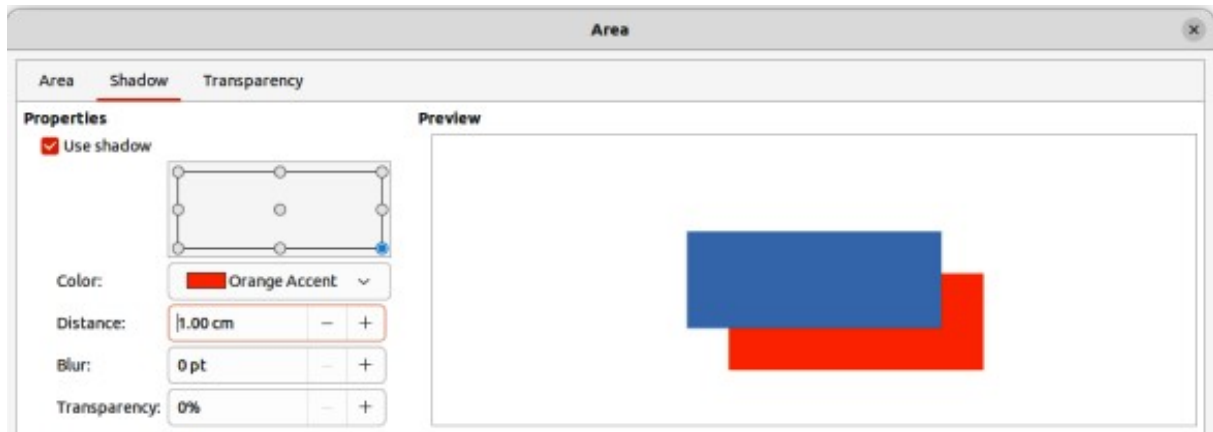 Area
Area Shadow Transparency
Properties
Use shadow
Color: Orange Accent
Distance: 1.00 cm
Blur: 0 pt
Transparency: 0%
Preview